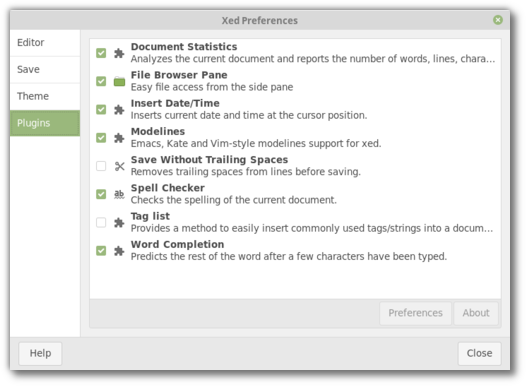 Xed Preferences
Editor
Save
Theme
Plugins
Document Statistics
Analyzes the current document and reports the number of words, lines, chara...
File Browser Pane
Easy file access from the side pane
Insert Date/Time
Inserts current date and time at the cursor position.
Modelines
Emacs, Kate and Vim-style modelines support for xed.
Save Without Trailing Spaces
Removes trailing spaces from lines before saving.
ab
Spell Checker
Checks the spelling of the current document.
Tag list
Provides a method to easily insert commonly used tags/strings into a docum...
Word Completion
Predicts the rest of the word after a few characters have been typed.
Preferences
About
Help
Close